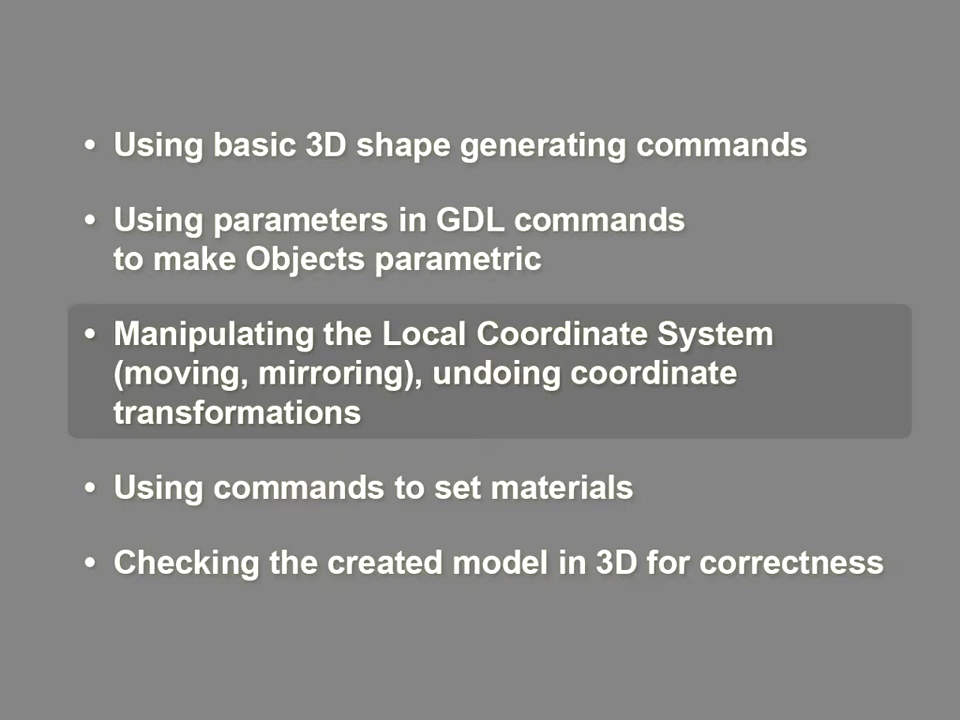 • Using basic 3D shape generating commands
• Using parameters in GDL commands
to make Objects parametric
• Manipulating the Local Coordinate System
(moving, mirroring), undoing coordinate
transformations
• Using commands to set materials
• Checking the created model in 3D for correctness